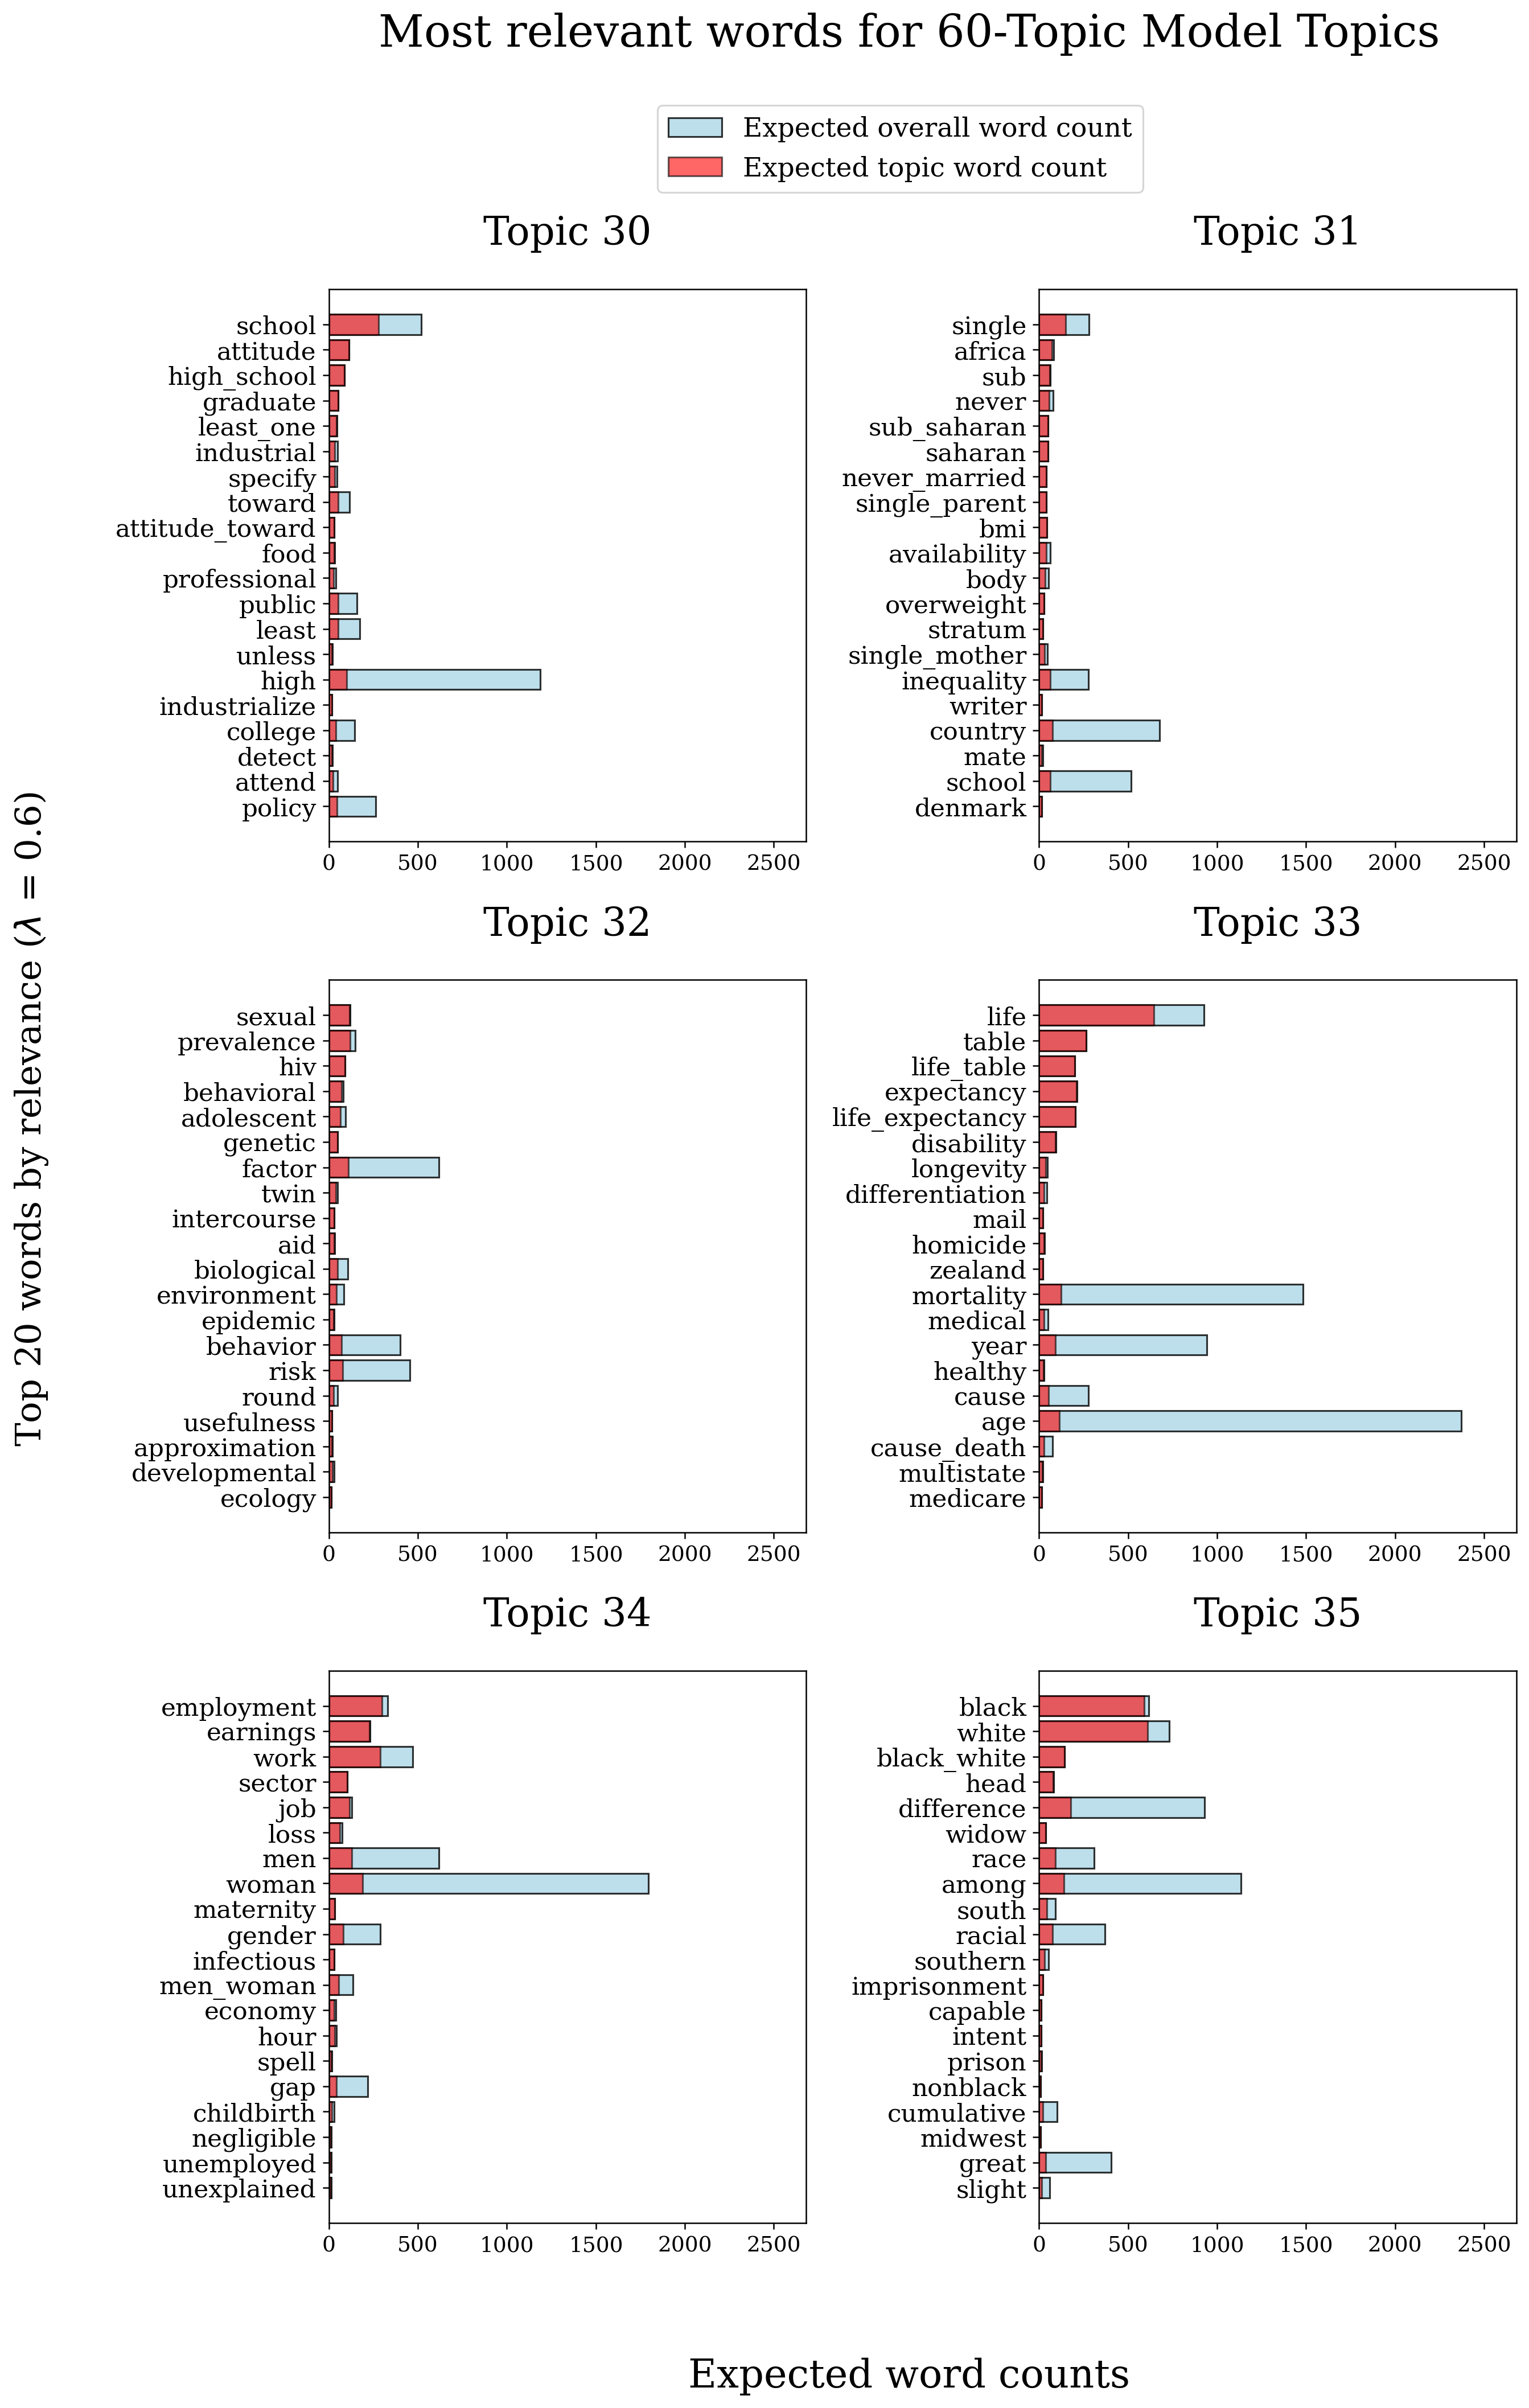 Most relevant words for 60-Topic Model Topics
Expected overall word count
Expected topic word count
Top 20 words by relevance (λ = 0.6)
Topic 30
school
attitude
high_school
graduate
least_one
industrial
specify
toward
attitude_toward
food
professional
public
least
unless
high
industrialize
college
detect
attend
policy
0 500 1000 1500 2000 2500
Topic 31
single
africa
sub
never
sub_saharan
saharan
never_married
single_parent
bmi
availability
body
overweight
stratum
single_mother
inequality
writer
country
mate
school
denmark
0 500 1000 1500 2000 2500
Topic 32
sexual
prevalence
hiv
behavioral
adolescent
genetic
factor
twin
intercourse
aid
biological
environment
epidemic
behavior
risk
round
usefulness
approximation
developmental
ecology
0 500 1000 1500 2000 2500
Topic 33
life
table
life_table
expectancy
life_expectancy
disability
longevity
differentiation
mail
homicide
zealand
mortality
medical
year
healthy
cause
age
cause_death
multistate
medicare
0 500 1000 1500 2000 2500
Topic 34
employment
earnings
work
sector
job
loss
men
woman
maternity
gender
infectious
men_woman
economy
hour
spell
gap
childbirth
negligible
unemployed
unexplained
0 500 1000 1500 2000 2500
Topic 35
black
white
black_white
head
difference
widow
race
among
south
racial
southern
imprisonment
capable
intent
prison
nonblack
cumulative
midwest
great
slight
0 500 1000 1500 2000 2500
Expected word counts